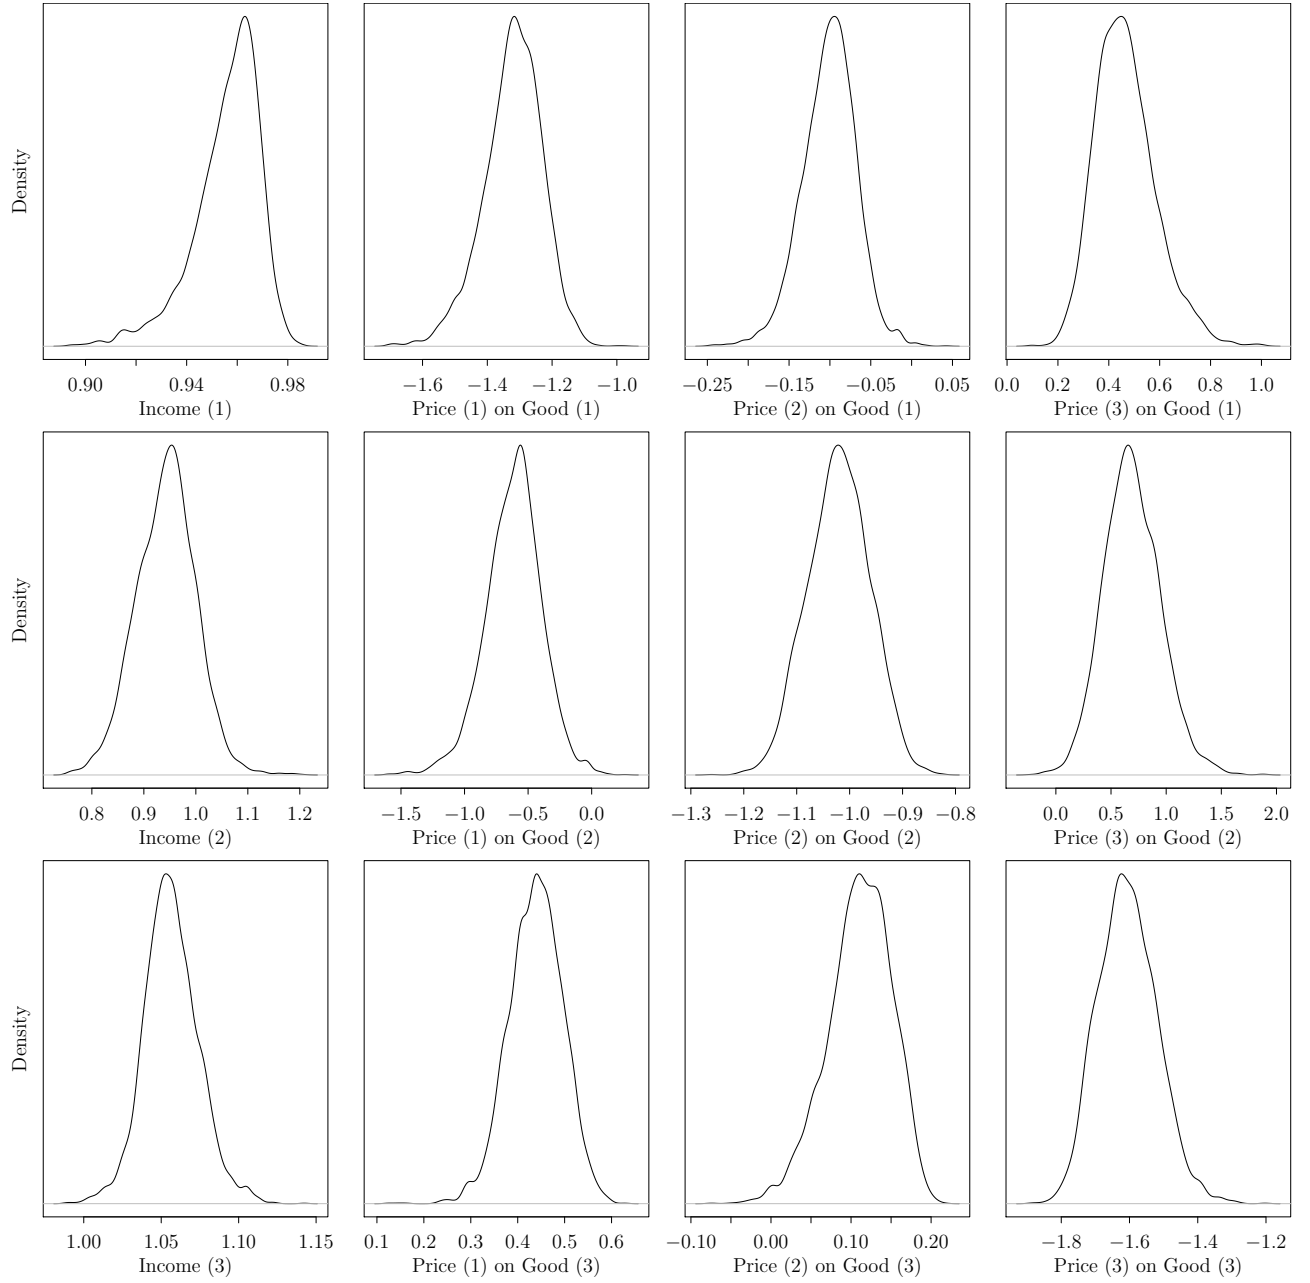 Density
0.90 0.94 0.98
Income (1)
−1.6 −1.4 −1.2 −1.0
Price (1) on Good (1)
−0.25 −0.15 −0.05 0.05
Price (2) on Good (1)
0.0 0.2 0.4 0.6 0.8 1.0
Price (3) on Good (1)
Density
0.8 0.9 1.0 1.1 1.2
Income (2)
−1.5 −1.0 −0.5 0.0
Price (1) on Good (2)
−1.3 −1.2 −1.1 −1.0 −0.9 −0.8
Price (2) on Good (2)
0.0 0.5 1.0 1.5 2.0
Price (3) on Good (2)
Density
1.00 1.05 1.10 1.15
Income (3)
0.1 0.2 0.3 0.4 0.5 0.6
Price (1) on Good (3)
−0.10 0.00 0.10 0.20
Price (2) on Good (3)
−1.8 −1.6 −1.4 −1.2
Price (3) on Good (3)